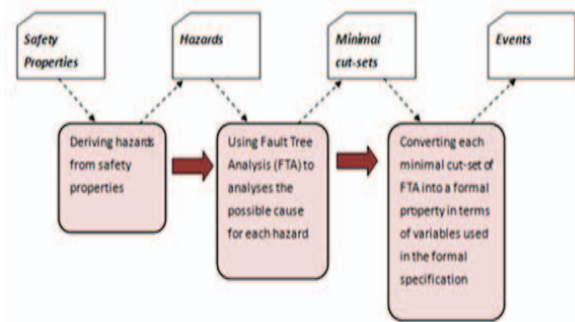 Safety
Properties
Hazards
Minimal
cut-sets
Events
Deriving hazards
from safety
properties
Using Fault Tree
Analysis (FTA) to
analyses the
possible cause
for each hazard
Converting each
minimal cut-set of
FTA into a formal
property in terms
of variables used
in the formal
specification